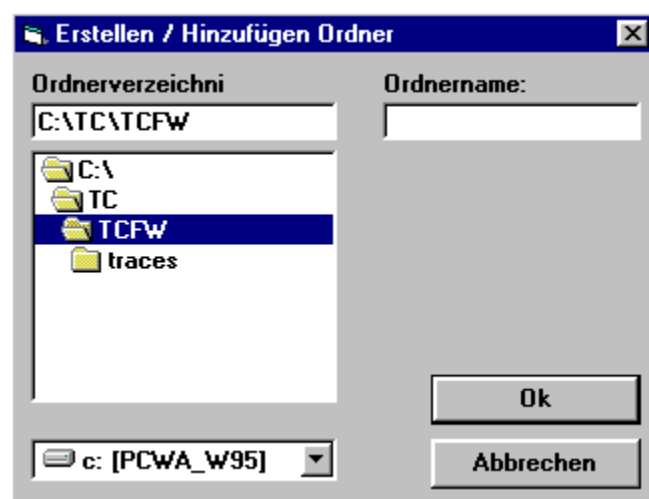 Erstellen / Hinzufügen Ordner
Ordnerverzeichni
Ordnername:
C:\TC\TCFW
C:\
TC
TCFW
traces
Ok
c: [PCWA_W95]
Abbrechen